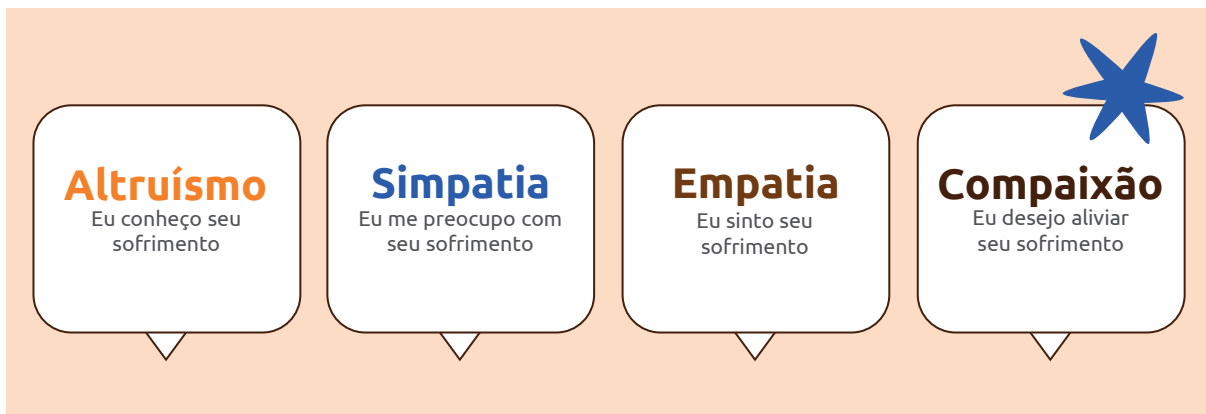 Altruísmo
Eu conheço seu
sofrimento
Simpatia
Eu me preocupo com
seu sofrimento
Empatia
Eu sinto seu
sofrimento
Compaixão
Eu desejo aliviar
seu sofrimento